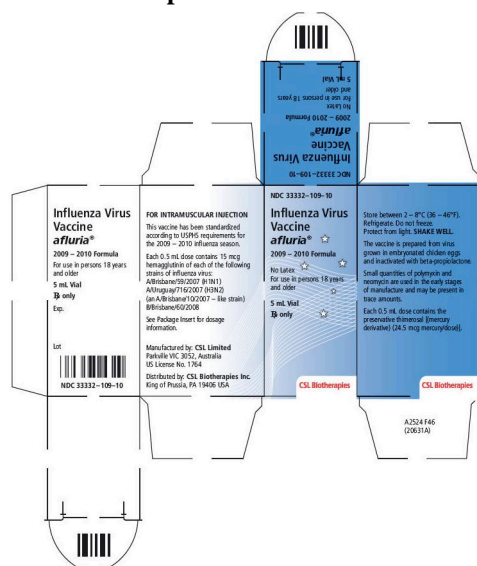 5 mL Vial
For use in persons 18 years
and older
No Latex
2009 – 2010 Formula
afluria®
Vaccine
Influenza Virus
NDC 33332–109–10
Influenza Virus
Vaccine
afluria®
2009 – 2010 Formula
For use in persons 18 years
and older
5 mL Vial
℞ only
Exp.
Lot
NDC 33332–109–10
FOR INTRAMUSCULAR INJECTION
This vaccine has been standardized
according to USPHS requirements for
the 2009 – 2010 influenza season.
Each 0.5 mL dose contains 15 mcg
hemagglutinin of each of the following
strains of influenza virus:
A/Brisbane/59/2007 (H1N1)
A/Uruguay/716/2007 (H3N2)
(an A/Brisbane/10/2007 – like strain)
B/Brisbane/60/2008
See Package Insert for dosage
information.
Manufactured by: CSL Limited
Parkville VIC 3052, Australia
US License No. 1764
Distributed by: CSL Biotherapies Inc.
King of Prussia, PA 19406 USA
NDC 33332–109–10
Influenza Virus
Vaccine
afluria®
2009 – 2010 Formula
No Latex
For use in persons 18 years
and older
5 mL Vial
℞ only
CSL Biotherapies
Store between 2 – 8°C (36 – 46°F).
Refrigerate. Do not freeze.
Protect from light. SHAKE WELL.
The vaccine is prepared from virus
grown in embryonated chicken eggs
and inactivated with beta-propiolactone.
Small quantities of polymyxin and
neomycin are used in the early stages
of manufacture and may be present in
trace amounts.
Each 0.5 mL dose contains the
preservative thimerosal [(mercury
derivative) (24.5 mcg mercury/dose)].
CSL Biotherapies
A2524 F46
(20631A)